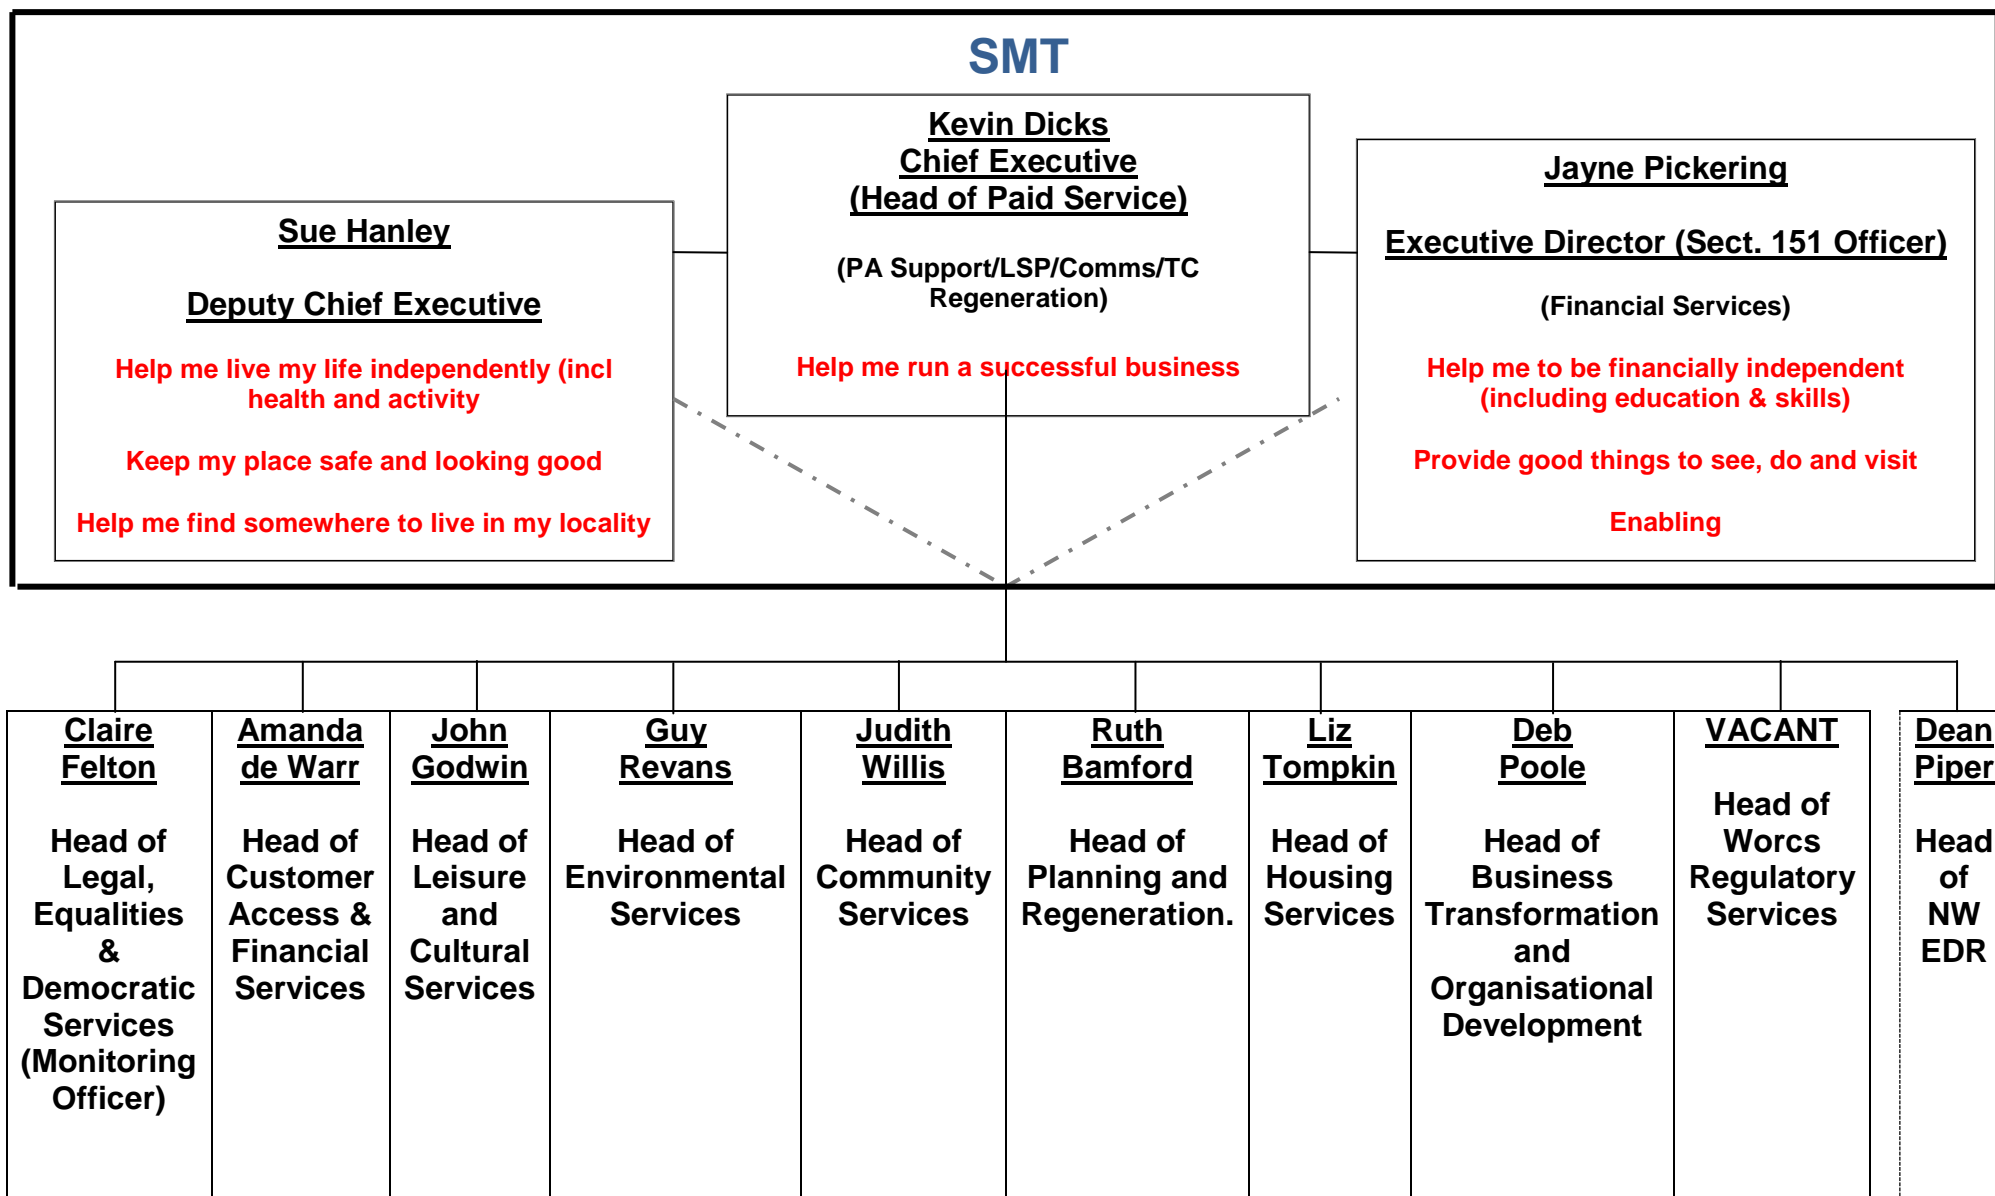 SMT
Kevin Dicks
Chief Executive
(Head of Paid Service)
(PA Support/LSP/Comms/TC
Regeneration)
Help me run a successful business
Sue Hanley
Deputy Chief Executive
Help me live my life independently (incl
health and activity
Keep my place safe and looking good
Help me find somewhere to live in my locality
Jayne Pickering
Executive Director (Sect. 151 Officer)
(Financial Services)
Help me to be financially independent
(including education & skills)
Provide good things to see, do and visit
Enabling
Claire
Felton
Head of
Legal,
Equalities
&
Democratic
Services
(Monitoring
Officer)
Amanda
de Warr
Head of
Customer
Access &
Financial
Services
John
Godwin
Head of
Leisure
and
Cultural
Services
Guy
Revans
Head of
Environmental
Services
Judith
Willis
Head of
Community
Services
Ruth
Bamford
Head of
Planning and
Regeneration.
Liz
Tompkin
Head of
Housing
Services
Deb
Poole
Head of
Business
Transformation
and
Organisational
Development
VACANT
Head of
Worcs
Regulatory
Services
Dean
Piper
Head
of
NW
EDR